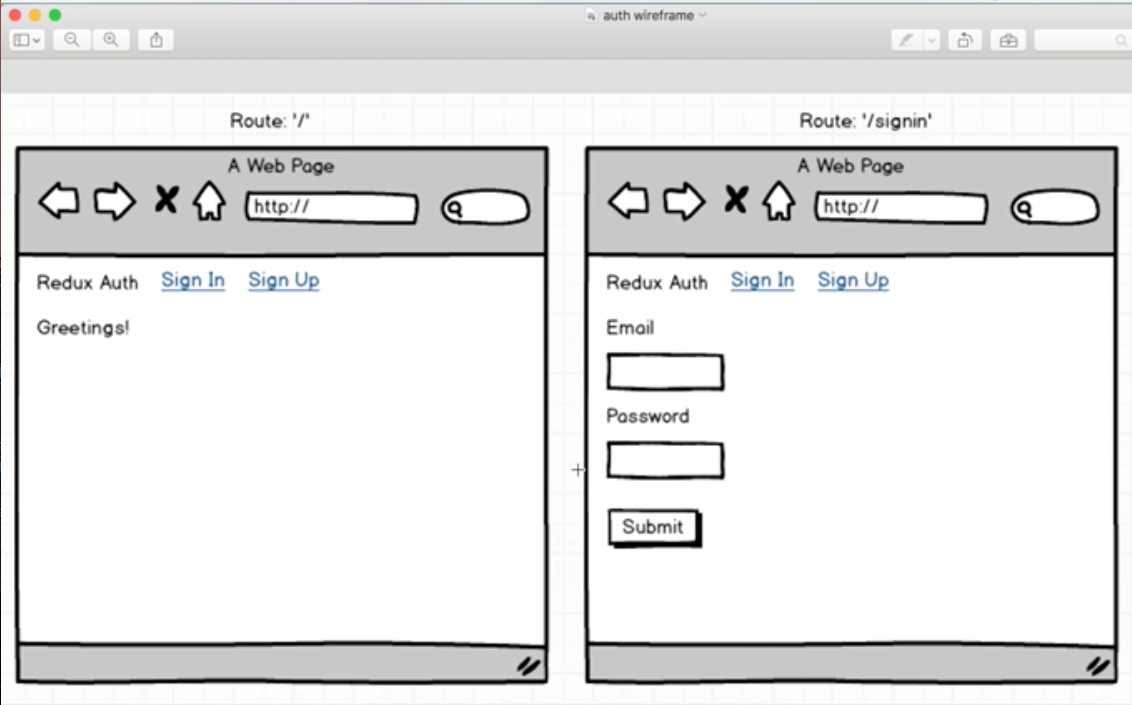 auth wireframe
Route: '/'
A Web Page
http://
Redux Auth Sign In Sign Up
Greetings!
Route: '/signin'
A Web Page
http://
Redux Auth Sign In Sign Up
Email
Password
Submit